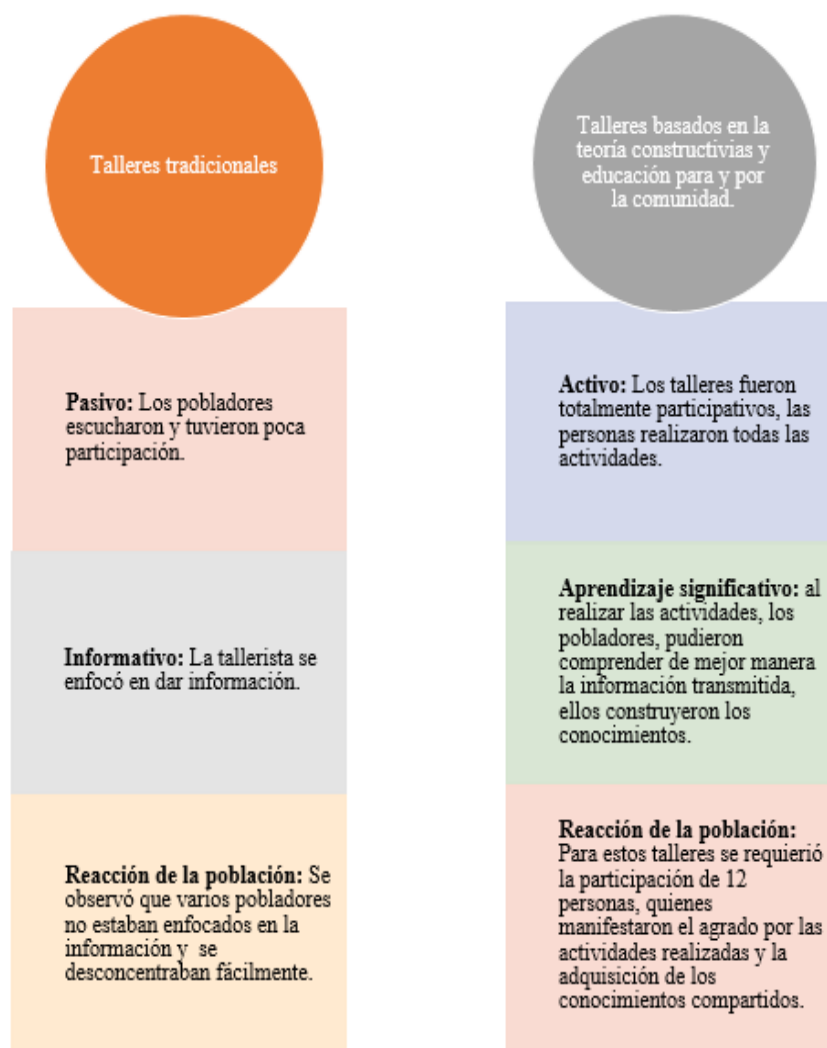 Talleres tradicionales
Pasivo: Los pobladores
escucharon y tuvieron poca
participación.
Informativo: La tallerista se
enfocó en dar información.
Reacción de la población: Se
observó que varios pobladores
no estaban enfocados en la
información y se
desconcentraban fácilmente.
Talleres basados en la
teoría constructivias y
educación para y por
la comunidad.
Activo: Los talleres fueron
totalmente participativos, las
personas realizaron todas las
actividades.
Aprendizaje significativo: al
realizar las actividades, los
pobladores, pudieron
comprender de mejor manera
la información transmitida,
ellos construyeron los
conocimientos.
Reacción de la población:
Para estos talleres se requierió
la participación de 12
personas, quienes
manifestaron el agrado por las
actividades realizadas y la
adquisición de los
conocimientos compartidos.